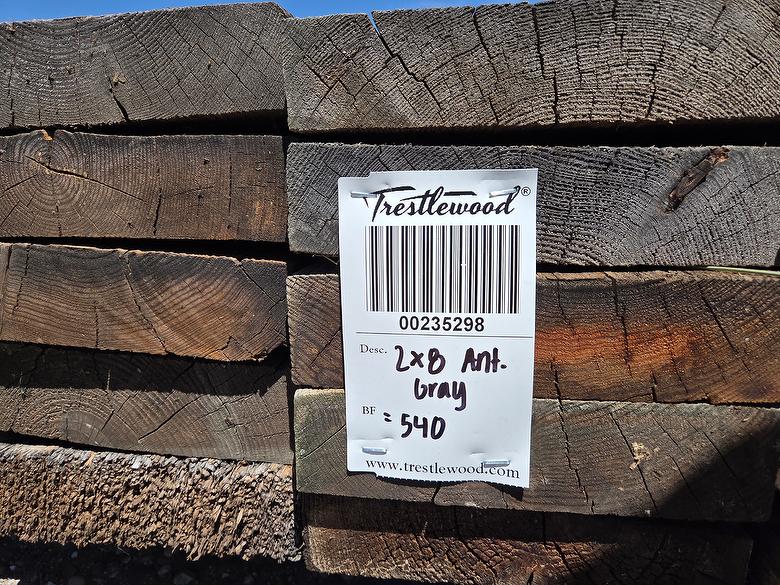 Trestlewood®
00235298
Desc. 2x8 Ant.
Gray
BF = 540
www.trestlewood.com